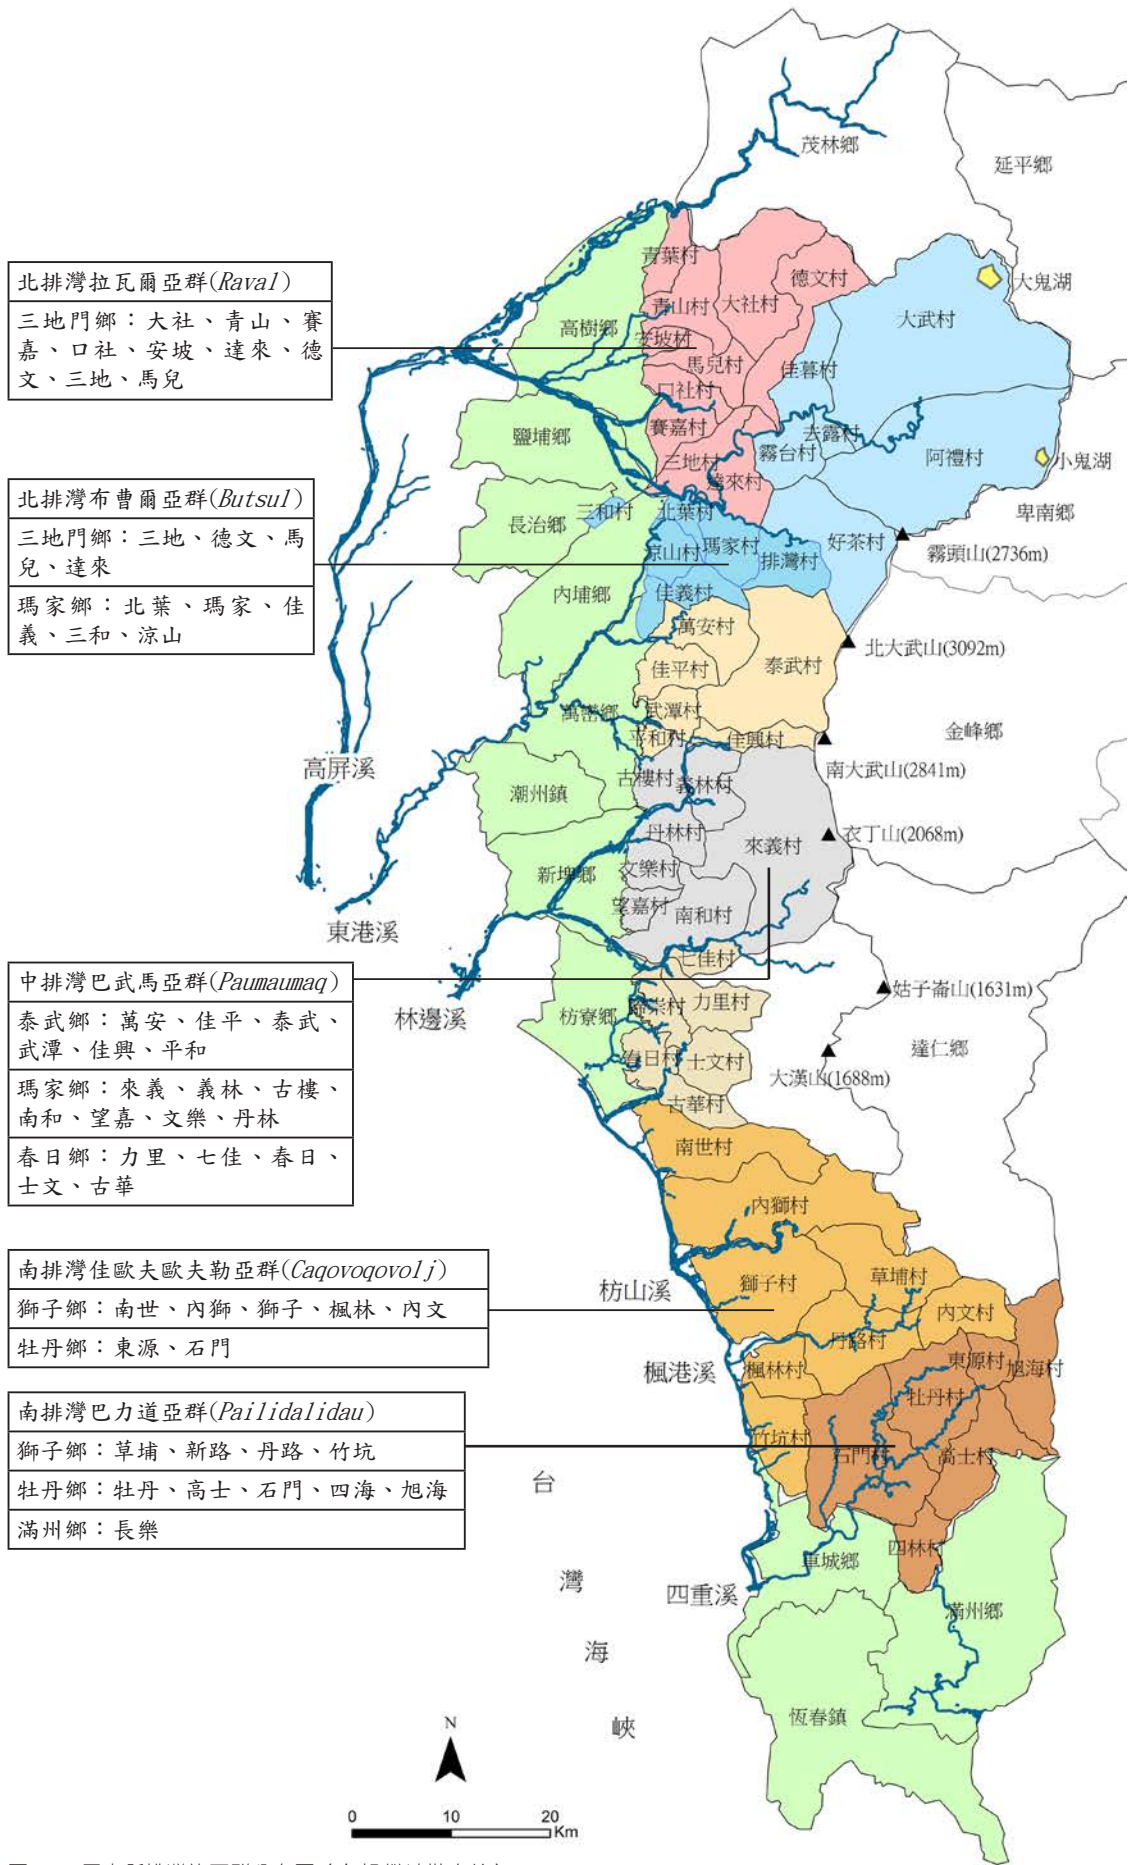 茂林鄉
延平鄉
北排灣拉瓦爾亞群(Raval)
三地門鄉：大社、青山、賽
嘉、口社、安坡、達來、德
文、三地、馬兒
青葉村
德文村
大鬼湖
青山村
大社村
大武村
高樹鄉
安坡村
馬兒村
佳暮村
口社村
賽嘉村
去露村
鹽埔鄉
霧台村
三地村
阿禮村
小鬼湖
達來村
北排灣布曹爾亞群(Butsul)
三地門鄉：三地、德文、馬
兒、達來
瑪家鄉：北葉、瑪家、佳
義、三和、涼山
三和村
北葉村
卑南鄉
長治鄉
好茶村
涼山村
瑪家村
排灣村
霧頭山(2736m)
內埔鄉
佳義村
萬安村
北大武山(3092m)
佳平村
泰武村
武潭村
萬巒鄉
金峰鄉
平和村
佳興村
高屏溪
南大武山(2841m)
古樓村
義林村
潮州鎮
丹林村
來義村
衣丁山(2068m)
文樂村
新埤鄉
望嘉村
南和村
東港溪
七佳村
中排灣巴武馬亞群(Paumaumaq)
泰武鄉：萬安、佳平、泰武、
武潭、佳興、平和
瑪家鄉：來義、義林、古樓、
南和、望嘉、文樂、丹林
春日鄉：力里、七佳、春日、
士文、古華
姑子崙山(1631m)
林邊溪
枋寮鄉
歸崇村
力里村
達仁鄉
春日村
士文村
大漢山(1688m)
古華村
南世村
內獅村
南排灣佳歐夫歐夫勒亞群(Caqovoqovolj)
獅子鄉：南世、內獅、獅子、楓林、內文
牡丹鄉：東源、石門
枋山溪
獅子村
草埔村
內文村
丹路村
楓港溪
楓林村
東源村
旭海村
南排灣巴力道亞群(Pailidalidau)
獅子鄉：草埔、新路、丹路、竹坑
牡丹鄉：牡丹、高士、石門、四海、旭海
滿州鄉：長樂
牡丹村
竹坑村
石門村
高士村
四林村
車城鄉
四重溪
滿州鄉
恆春鎮
台
灣
海
峽
N
0 10 20
Km